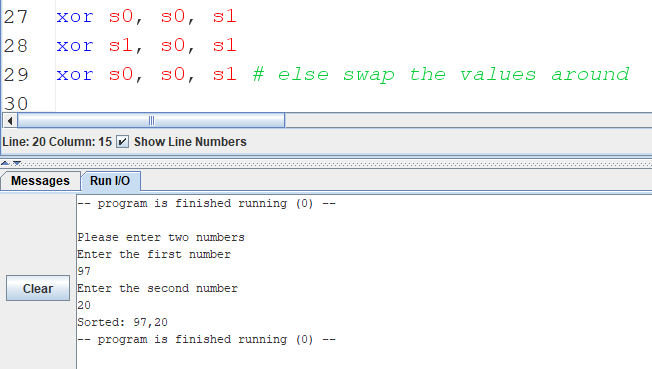 27 xor s0, s0, s1
28 xor s1, s0, s1
29 xor s0, s0, s1 # else swap the values around
30
Line: 20 Column: 15 Show Line Numbers
Messages Run I/O
-- program is finished running (0) --
Please enter two numbers
Enter the first number
97
Clear
Enter the second number
20
Sorted: 97,20
-- program is finished running (0) --